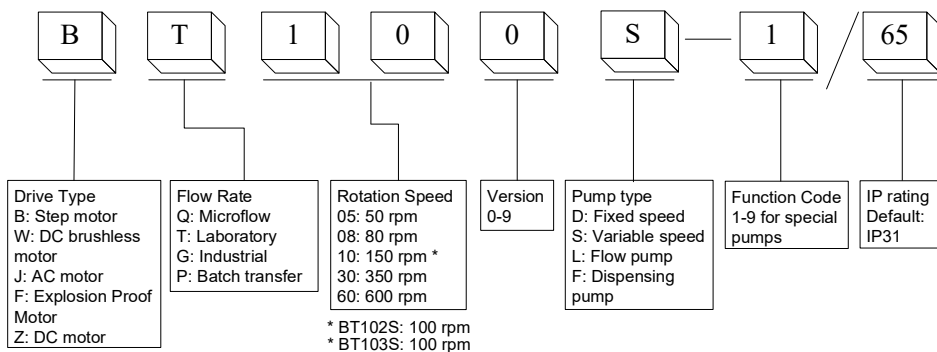 B T 1 0 0 S 1 / 65
Drive Type
B: Step motor
W: DC brushless
motor
J: AC motor
F: Explosion Proof
Motor
Z: DC motor
Flow Rate
Q: Microflow
T: Laboratory
G: Industrial
P: Batch transfer
Rotation Speed
05: 50 rpm
08: 80 rpm
10: 150 rpm *
30: 350 rpm
60: 600 rpm
* BT102S: 100 rpm
* BT103S: 100 rpm
Version
0-9
Pump type
D: Fixed speed
S: Variable speed
L: Flow pump
F: Dispensing
pump
Function Code
1-9 for special
pumps
IP rating
Default:
IP31